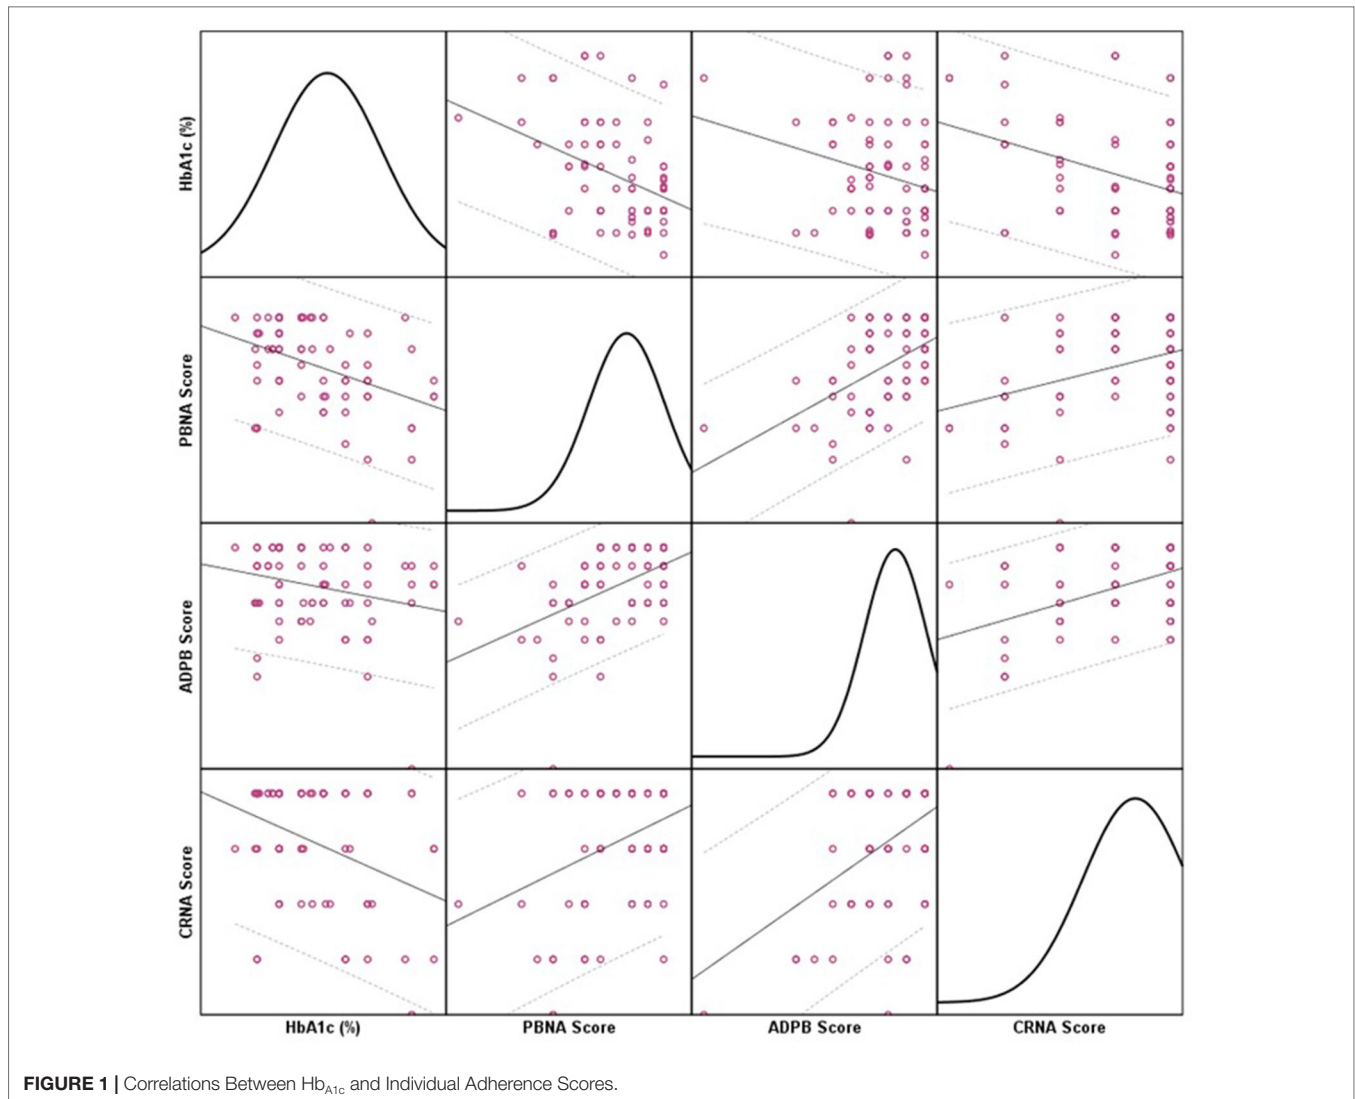 HbA1c (%)
PBNA Score
ADPB Score
CRNA Score
HbA1c (%) PBNA Score ADPB Score CRNA Score
FIGURE 1 | Correlations Between HbA1c and Individual Adherence Scores.